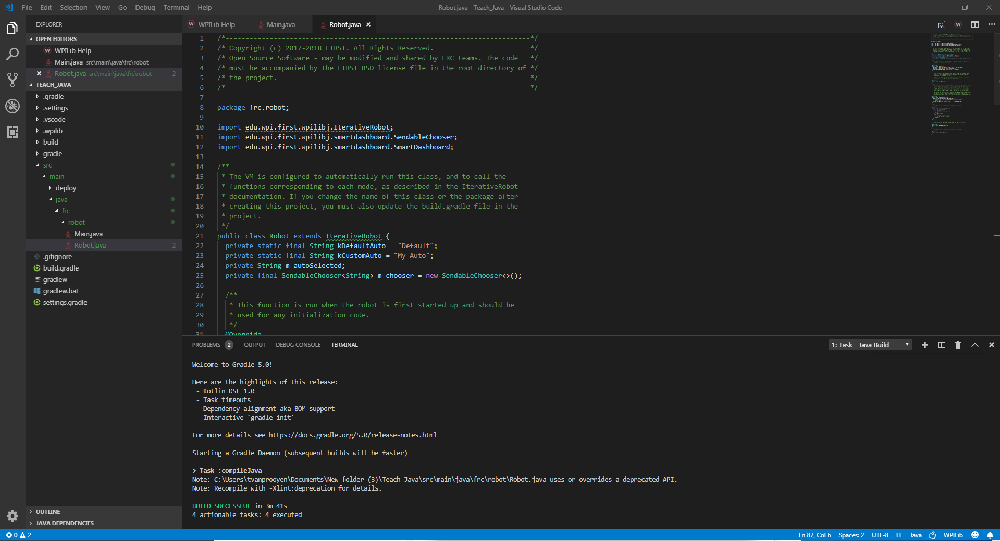 File Edit Selection View Go Debug Terminal Help
Robot.java - Teach_Java - Visual Studio Code
EXPLORER
OPEN EDITORS
WPILib Help
Main.java src\main\java\frc\robot
Robot.java src\main\java\frc\robot 2
TEACH_JAVA
.gradle
.settings
.vscode
.wpilib
build
gradle
src
main
deploy
java
frc
robot
Main.java
Robot.java 2
.gitignore
build.gradle
gradlew
gradlew.bat
settings.gradle
OUTLINE
JAVA DEPENDENCIES
WPILib Help Main.java Robot.java
1 /*----------------------------------------------------------------------------*/
2 /* Copyright (c) 2017-2018 FIRST. All Rights Reserved. */
3 /* Open Source Software - may be modified and shared by FRC teams. The code */
4 /* must be accompanied by the FIRST BSD license file in the root directory of */
5 /* the project. */
6 /*----------------------------------------------------------------------------*/
7
8 package frc.robot;
9
10 import edu.wpi.first.wpilibj.IterativeRobot;
11 import edu.wpi.first.wpilibj.smartdashboard.SendableChooser;
12 import edu.wpi.first.wpilibj.smartdashboard.SmartDashboard;
13
14 /**
15 * The VM is configured to automatically run this class, and to call the
16 * functions corresponding to each mode, as described in the IterativeRobot
17 * documentation. If you change the name of this class or the package after
18 * creating this project, you must also update the build.gradle file in the
19 * project.
20 */
21 public class Robot extends IterativeRobot {
22 private static final String kDefaultAuto = "Default";
23 private static final String kCustomAuto = "My Auto";
24 private String m_autoSelected;
25 private final SendableChooser<String> m_chooser = new SendableChooser<>();
26
27 /**
28 * This function is run when the robot is first started up and should be
29 * used for any initialization code.
30 */
31 @Override
PROBLEMS 2 OUTPUT DEBUG CONSOLE TERMINAL
1: Task - Java Build
Welcome to Gradle 5.0!
Here are the highlights of this release:
- Kotlin DSL 1.0
- Task timeouts
- Dependency alignment aka BOM support
- Interactive `gradle init`
For more details see https://docs.gradle.org/5.0/release-notes.html
Starting a Gradle Daemon (subsequent builds will be faster)
> Task :compileJava
Note: C:\Users\tvanprooyen\Documents\New folder (3)\Teach_Java\src\main\java\frc\robot\Robot.java uses or overrides a deprecated API.
Note: Recompile with -Xlint:deprecation for details.
BUILD SUCCESSFUL in 3m 41s
4 actionable tasks: 4 executed
0 2
Ln 87, Col 6 Spaces: 2 UTF-8 LF Java WPILib